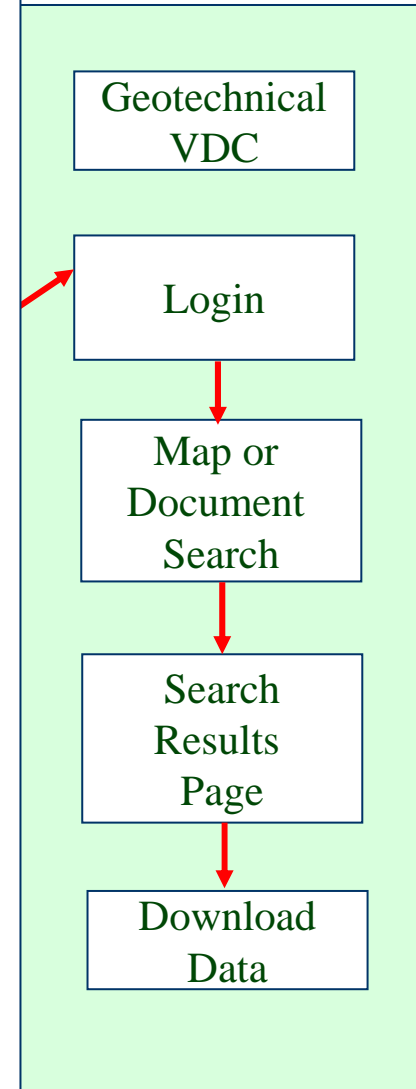 Geotechnical
VDC
Login
Map or
Document
Search
Search
Results
Page
Download
Data